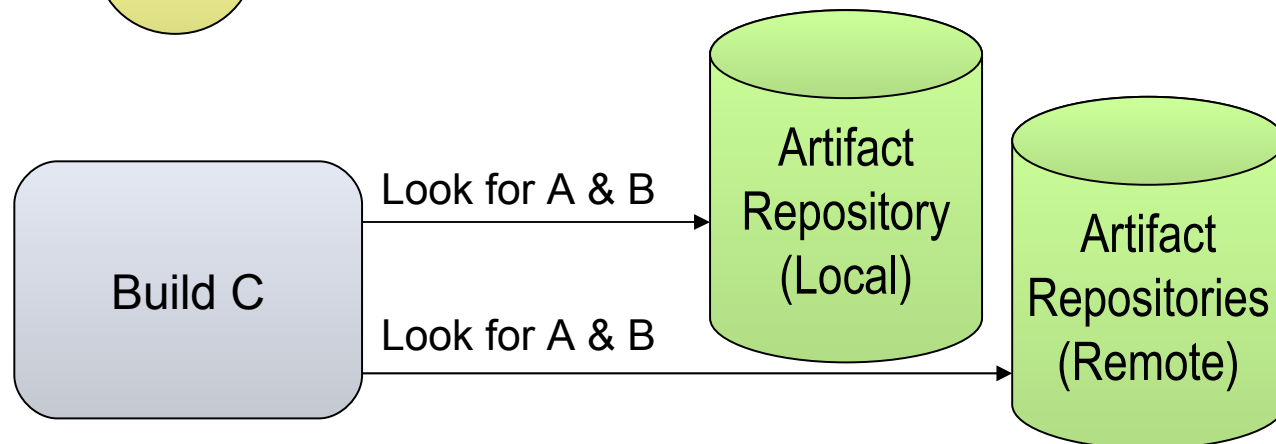 Build C
Look for A & B
Look for A & B
Artifact
Repository
(Local)
Artifact
Repositories
(Remote)